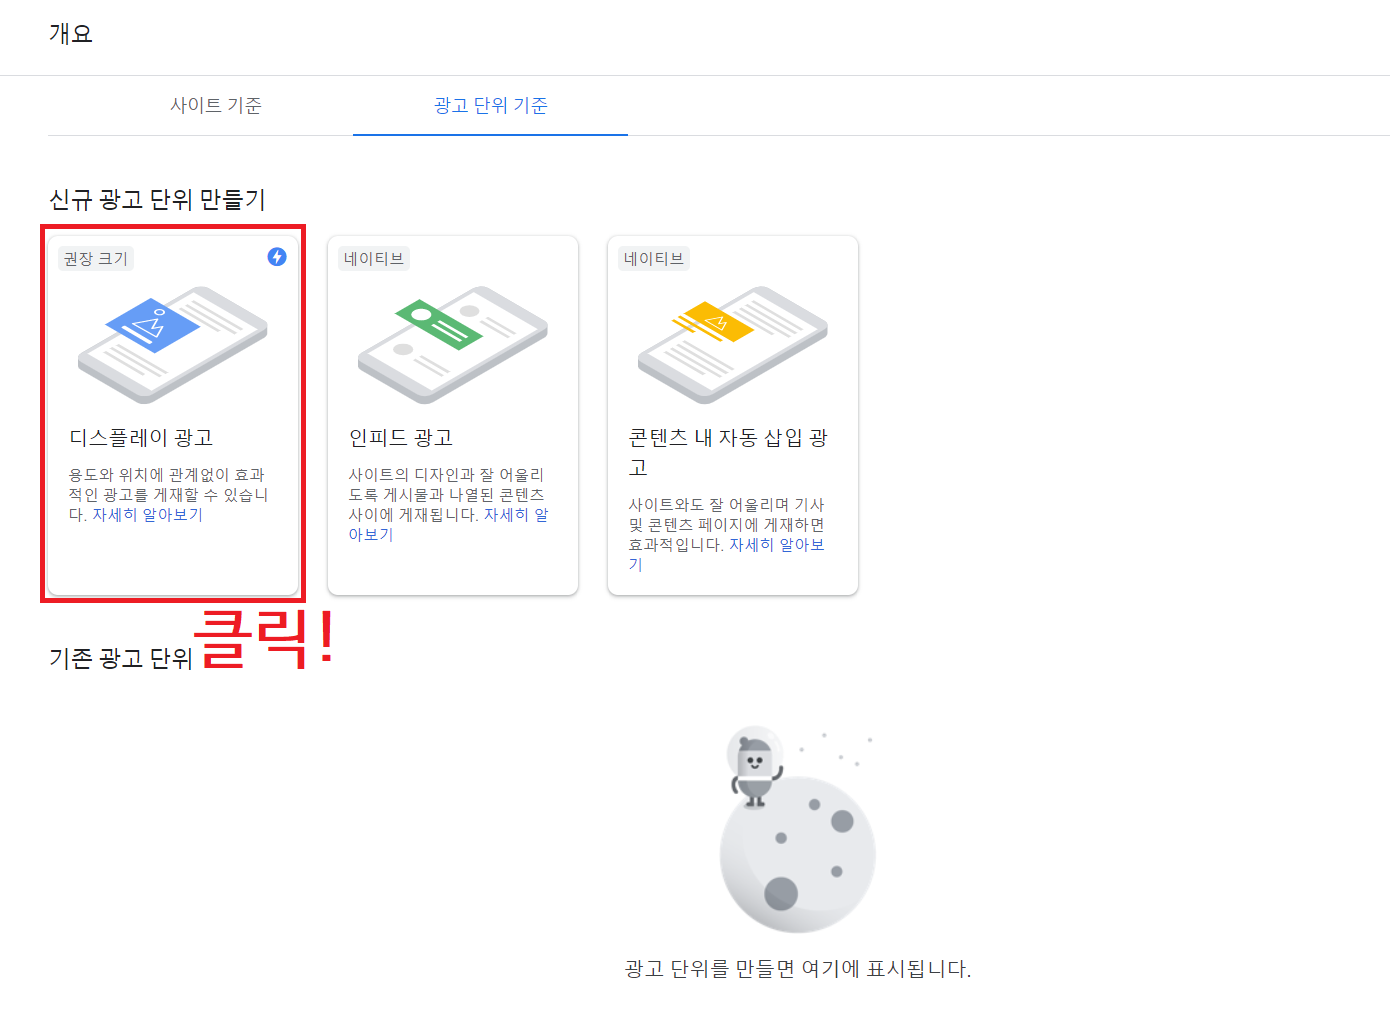 개요
사이트 기준
광고 단위 기준
신규 광고 단위 만들기
권장 크기
디스플레이 광고
용도와 위치에 관계없이 효과
적인 광고를 게재할 수 있습니
다. 자세히 알아보기
네이티브
인피드 광고
사이트의 디자인과 잘 어울리
도록 게시물과 나열된 콘텐츠
사이에 게재됩니다. 자세히 알
아보기
네이티브
콘텐츠 내 자동 삽입 광
고
사이트와도 잘 어울리며 기사
및 콘텐츠 페이지에 게재하면
효과적입니다. 자세히 알아보
기
클릭!
기존 광고 단위
광고 단위를 만들면 여기에 표시됩니다.